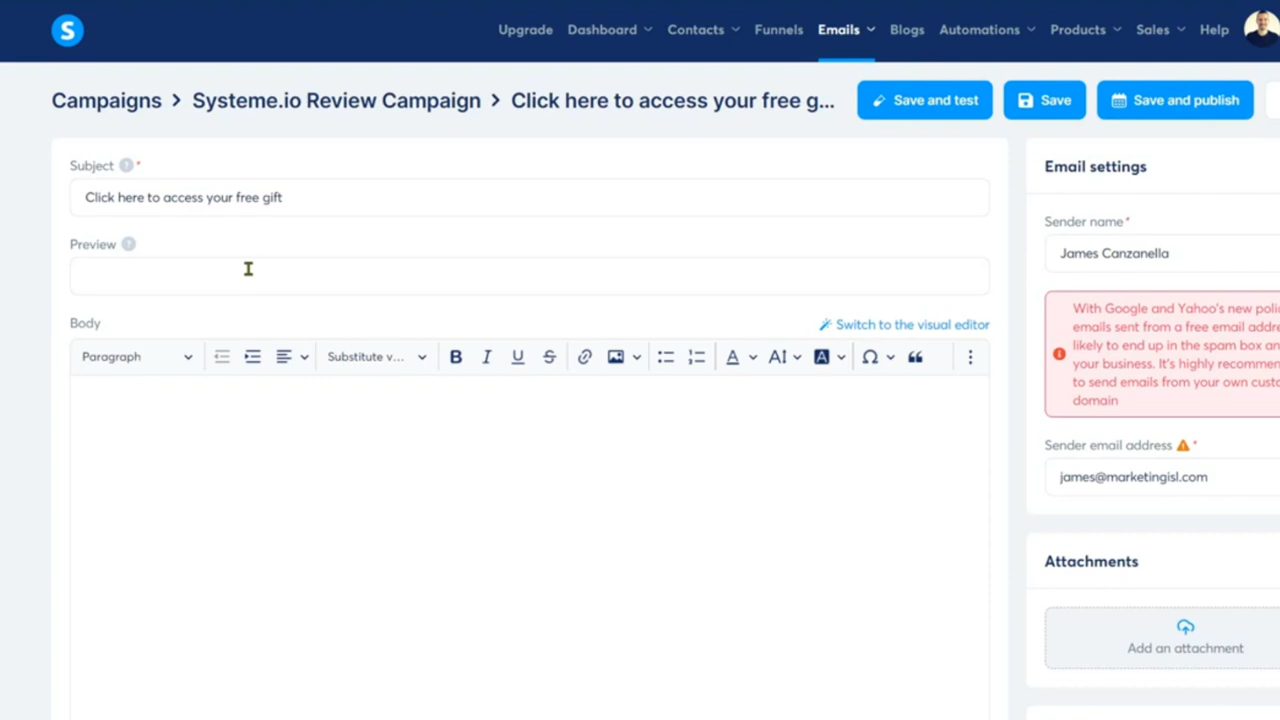 S
Upgrade Dashboard Contacts Funnels Emails Blogs Automations Products Sales Help
Campaigns > Systeme.io Review Campaign > Click here to access your free g...
Save and test
Save
Save and publish
Subject ? *
Click here to access your free gift
Preview ?
Body
Switch to the visual editor
Paragraph
Substitute v...
B I U S A AI A Ω
Email settings
Sender name *
James Canzanella
With Google and Yahoo's new poli
emails sent from a free email addre
likely to end up in the spam box an
your business. It's highly recommen
to send emails from your own custo
domain
Sender email address *
james@marketingisl.com
Attachments
Add an attachment